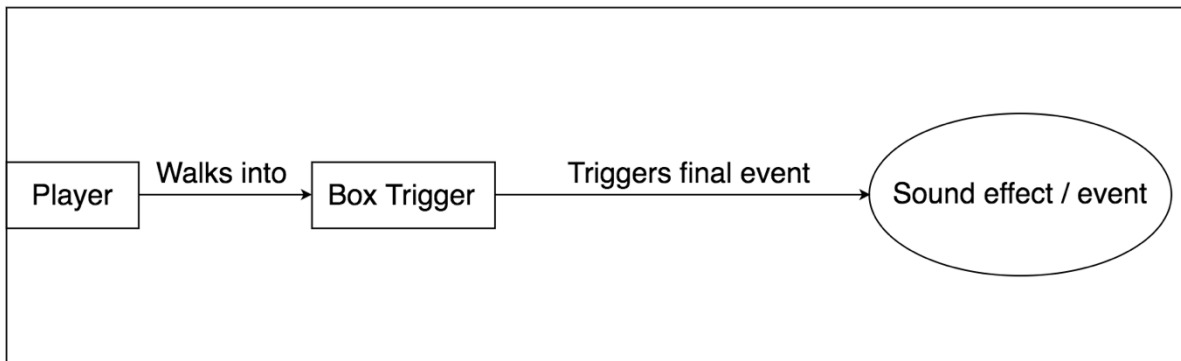 Player
Walks into
Box Trigger
Triggers final event
Sound effect / event